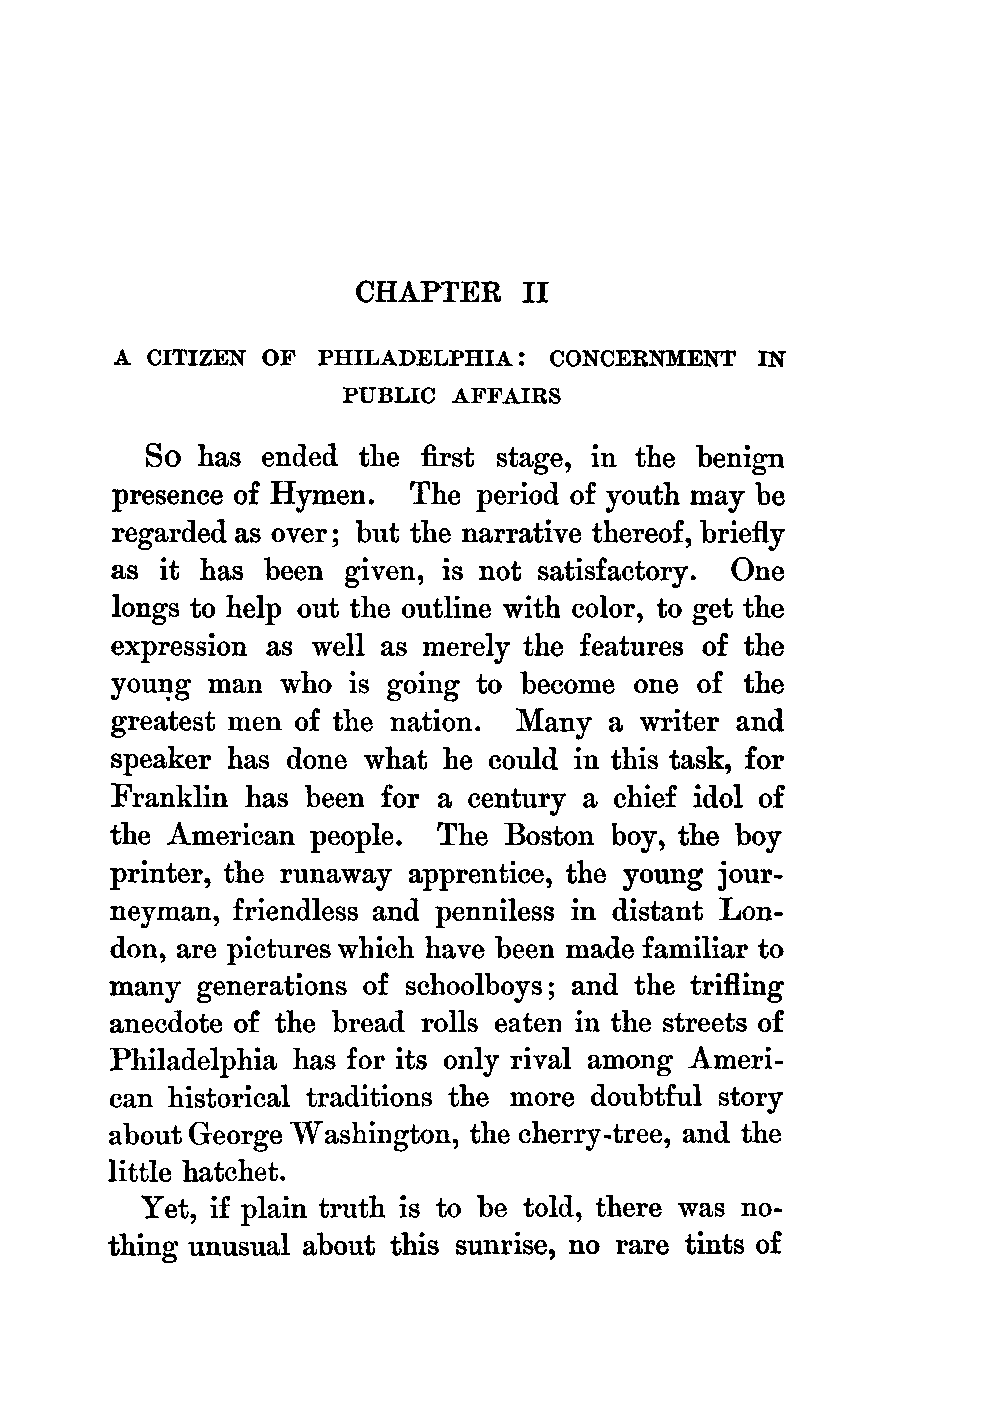 CHAPTER II
A CITIZEN OF PHILADELPHIA: CONCERNMENT IN
PUBLIC AFFAIRS
So has ended the first stage, in the benign
presence of Hymen. The period of youth may be
regarded as over; but the narrative thereof, briefly
as it has been given, is not satisfactory. One
longs to help out the outline with color, to get the
expression as well as merely the features of the
young man who is going to become one of the
greatest men of the nation. Many a writer and
speaker has done what he could in this task, for
Franklin has been for a century a chief idol of
the American people. The Boston boy, the boy
printer, the runaway apprentice, the young jour-
neyman, friendless and penniless in distant Lon-
don, are pictures which have been made familiar to
many generations of schoolboys; and the trifling
anecdote of the bread rolls eaten in the streets of
Philadelphia has for its only rival among Ameri-
can historical traditions the more doubtful story
about George Washington, the cherry-tree, and the
little hatchet.
Yet, if plain truth is to be told, there was no-
thing unusual about this sunrise, no rare tints of